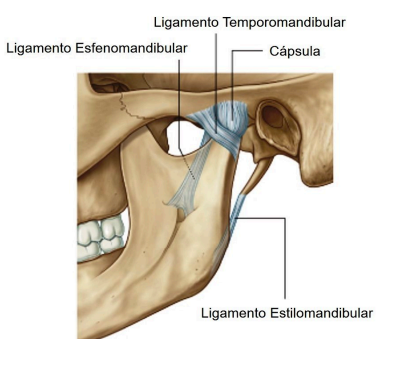 Ligamento Temporomandibular
Ligamento Esfenomandibular
Cápsula
Ligamento Estilomandibular